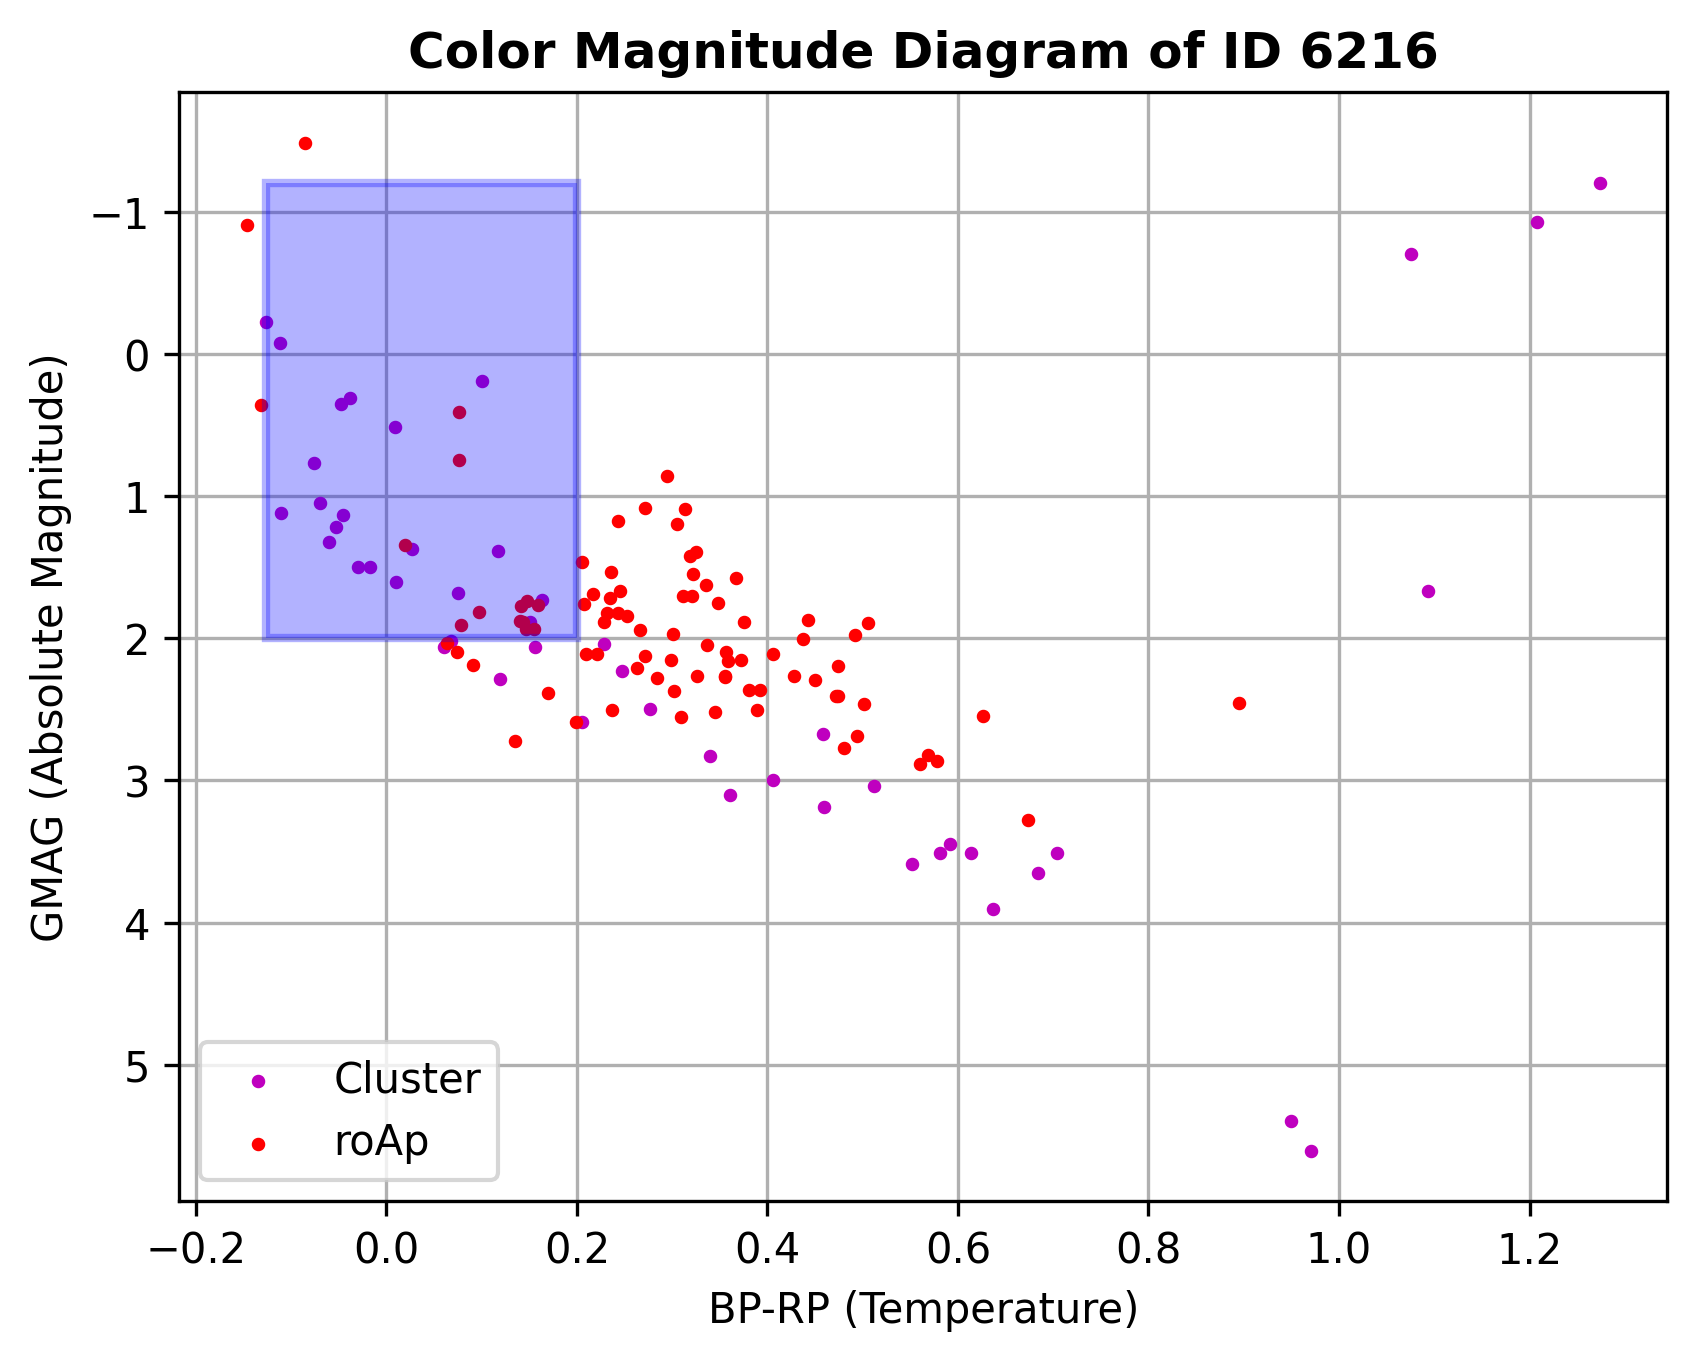 Color Magnitude Diagram of ID 6216
GMAG (Absolute Magnitude)
−1
0
1
2
3
4
5
Cluster
roAp
−0.2 0.0 0.2 0.4 0.6 0.8 1.0 1.2
BP-RP (Temperature)